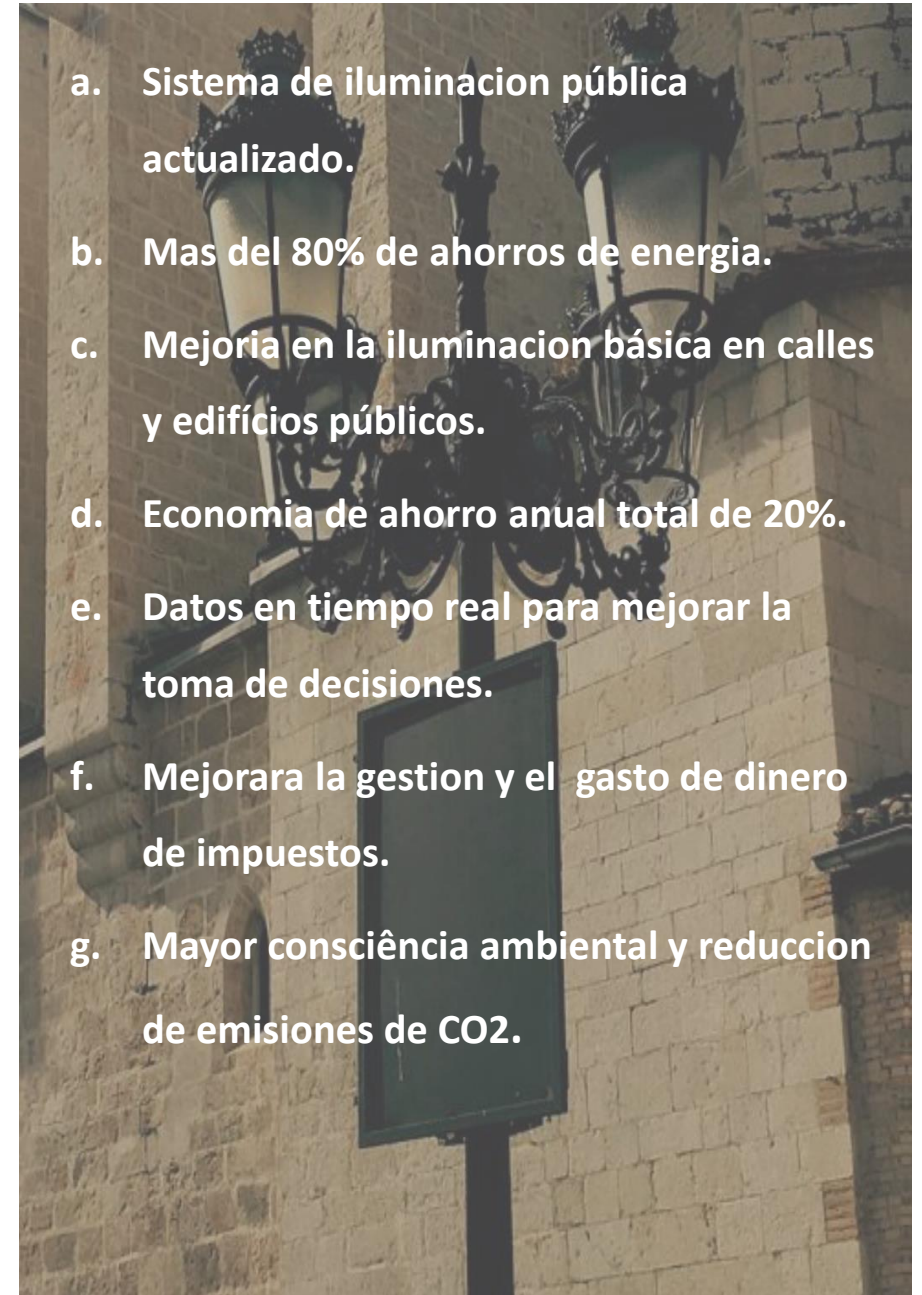 a. Sistema de iluminacion pública
actualizado.
b. Mas del 80% de ahorros de energia.
c. Mejoria en la iluminacion básica en calles
y edifícios públicos.
d. Economia de ahorro anual total de 20%.
e. Datos en tiempo real para mejorar la
toma de decisiones.
f. Mejorara la gestion y el  gasto de dinero
de impuestos.
g. Mayor consciência ambiental y reduccion
de emisiones de CO2.